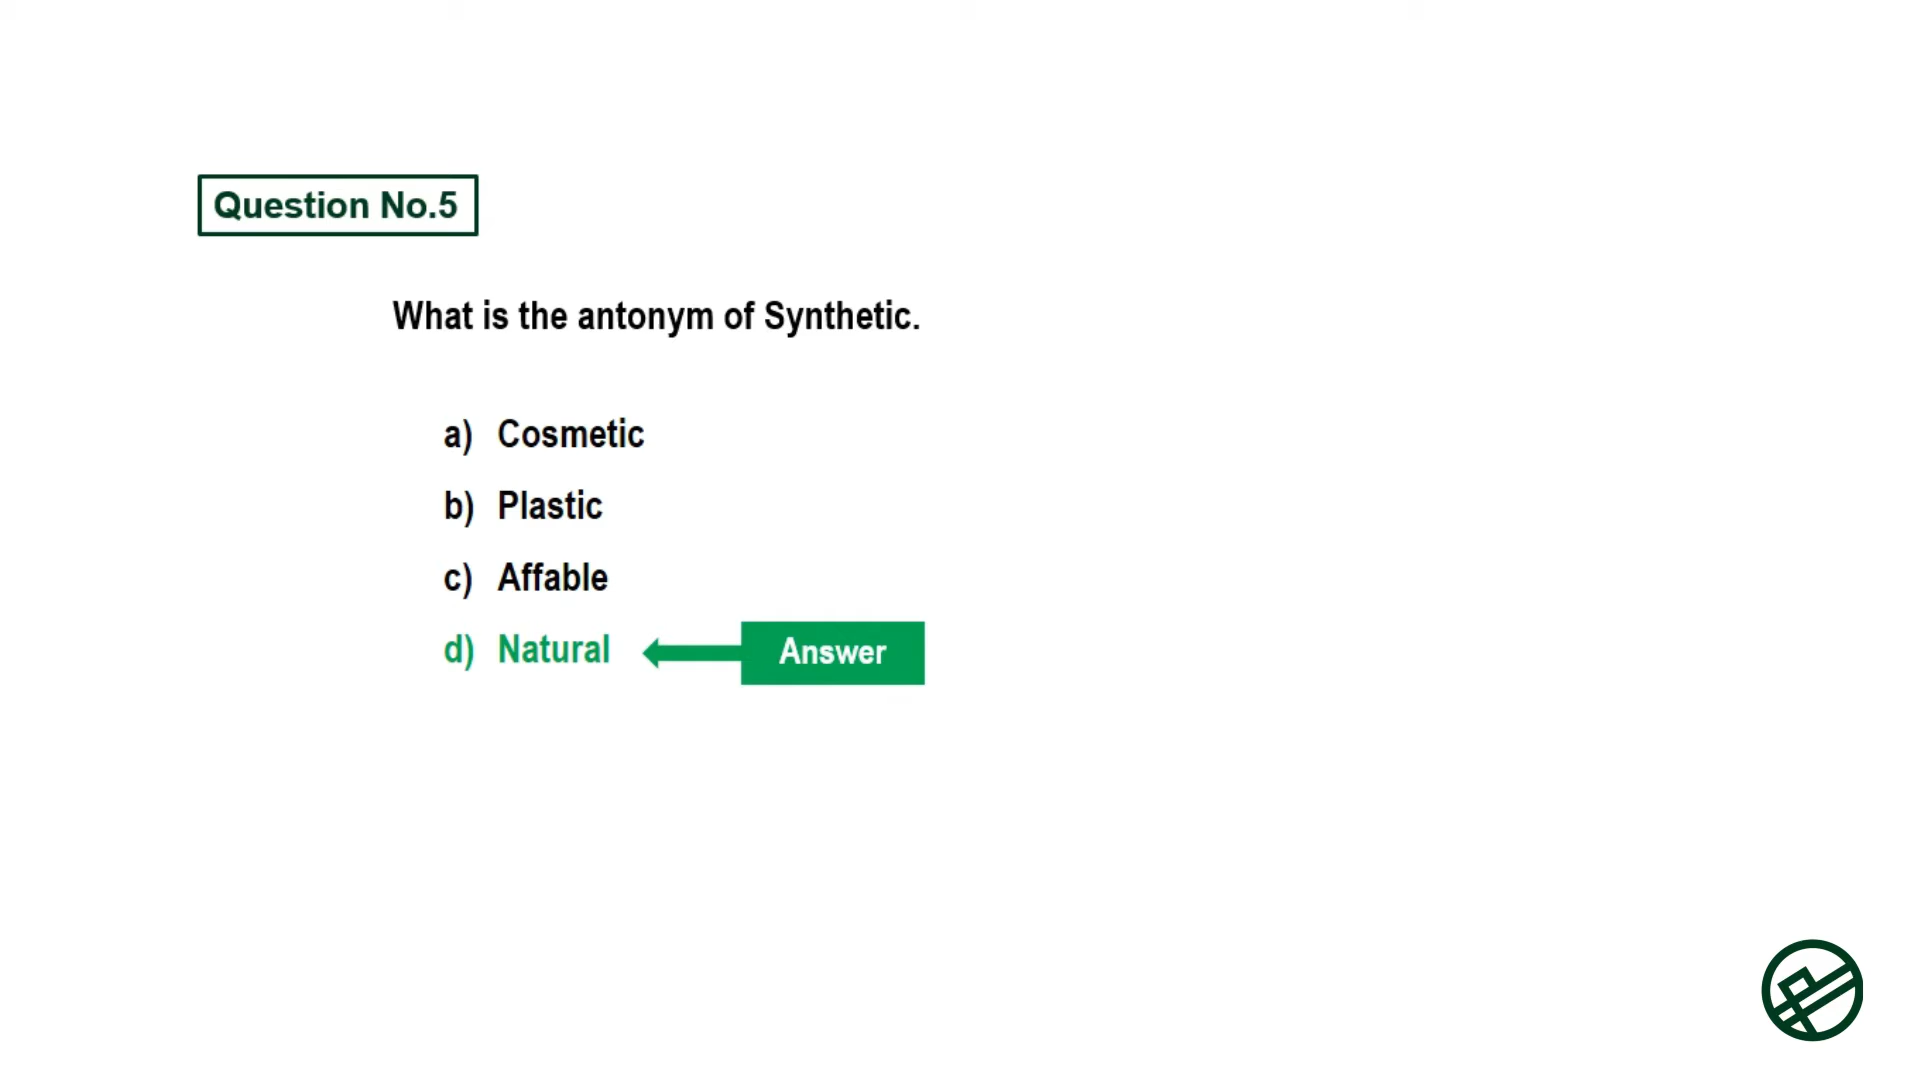 Question No.5
What is the antonym of Synthetic.
a) Cosmetic
b) Plastic
c) Affable
d) Natural Answer